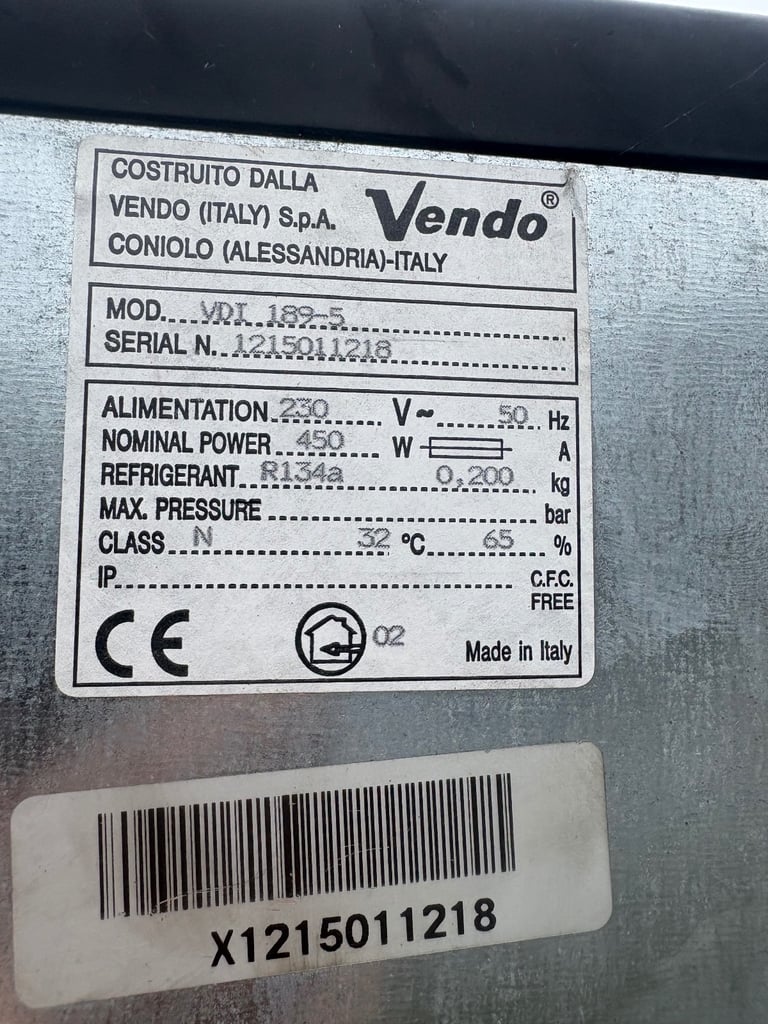 COSTRUITO DALLA
VENDO (ITALY) S.p.A.
Vendo®
CONIOLO (ALESSANDRIA)-ITALY
MOD.... VDI 189-5
SERIAL N. 1215011218
ALIMENTATION 230 V~ 50 Hz
NOMINAL POWER 450 W A
REFRIGERANT R134a 0,200 kg
MAX. PRESSURE bar
CLASS N 32 °C 65 %
IP C.F.C.
FREE
CE 02 Made in Italy
X1215011218